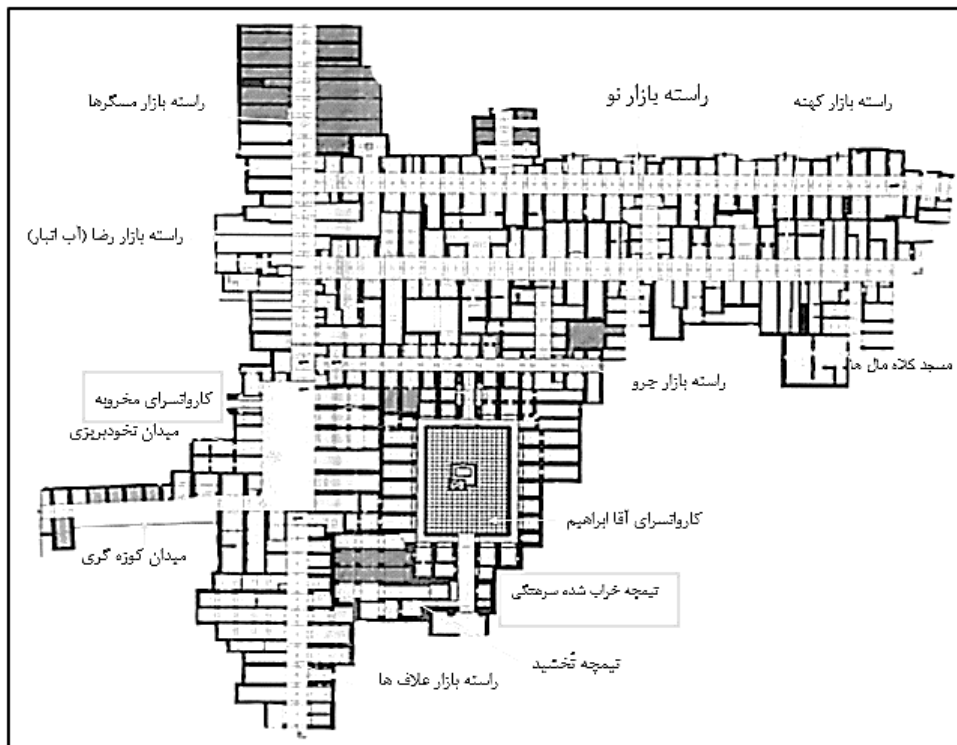 راسته بازار مسگرها
راسته بازار نو
راسته بازار کهنه
راسته بازار رضا (آب انبار)
مسجد کلاه مال ها
راسته بازار چرو
کاروانسرای مخروبه
میدان نخودبریزی
کاروانسرای آقا ابراهیم
میدان کوزه گری
تیمچه خراب شده سرهنگی
تیمچه نٌخشید
راسته بازار علاف ها